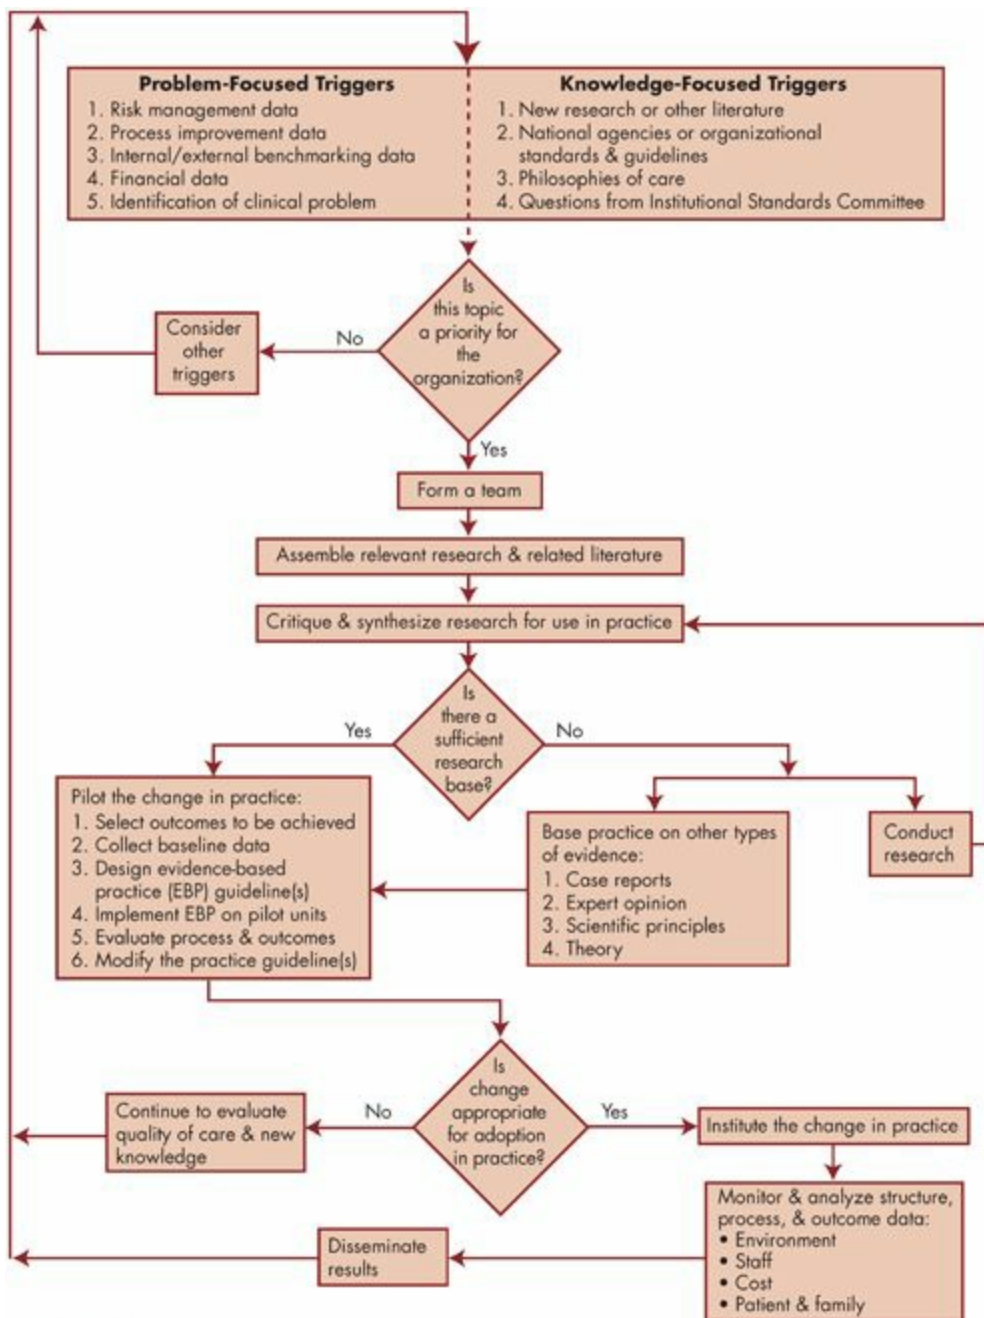 Problem-Focused Triggers
1. Risk management data
2. Process improvement data
3. Internal/external benchmarking data
4. Financial data
5. Identification of clinical problem
Knowledge-Focused Triggers
1. New research or other literature
2. National agencies or organizational
standards & guidelines
3. Philosophies of care
4. Questions from Institutional Standards Committee
Is
this topic
a priority for
the
organization?
No
Consider
other
triggers
Yes
Form a team
Assemble relevant research & related literature
Critique & synthesize research for use in practice
Is
there a
sufficient
research
base?
Yes
No
Pilot the change in practice:
1. Select outcomes to be achieved
2. Collect baseline data
3. Design evidence-based
practice (EBP) guideline(s)
4. Implement EBP on pilot units
5. Evaluate process & outcomes
6. Modify the practice guideline(s)
Base practice on other types
of evidence:
1. Case reports
2. Expert opinion
3. Scientific principles
4. Theory
Conduct
research
Is
change
appropriate
for adoption
in practice?
No
Yes
Continue to evaluate
quality of care & new
knowledge
Institute the change in practice
Monitor & analyze structure,
process, & outcome data:
• Environment
• Staff
• Cost
• Patient & family
Disseminate
results